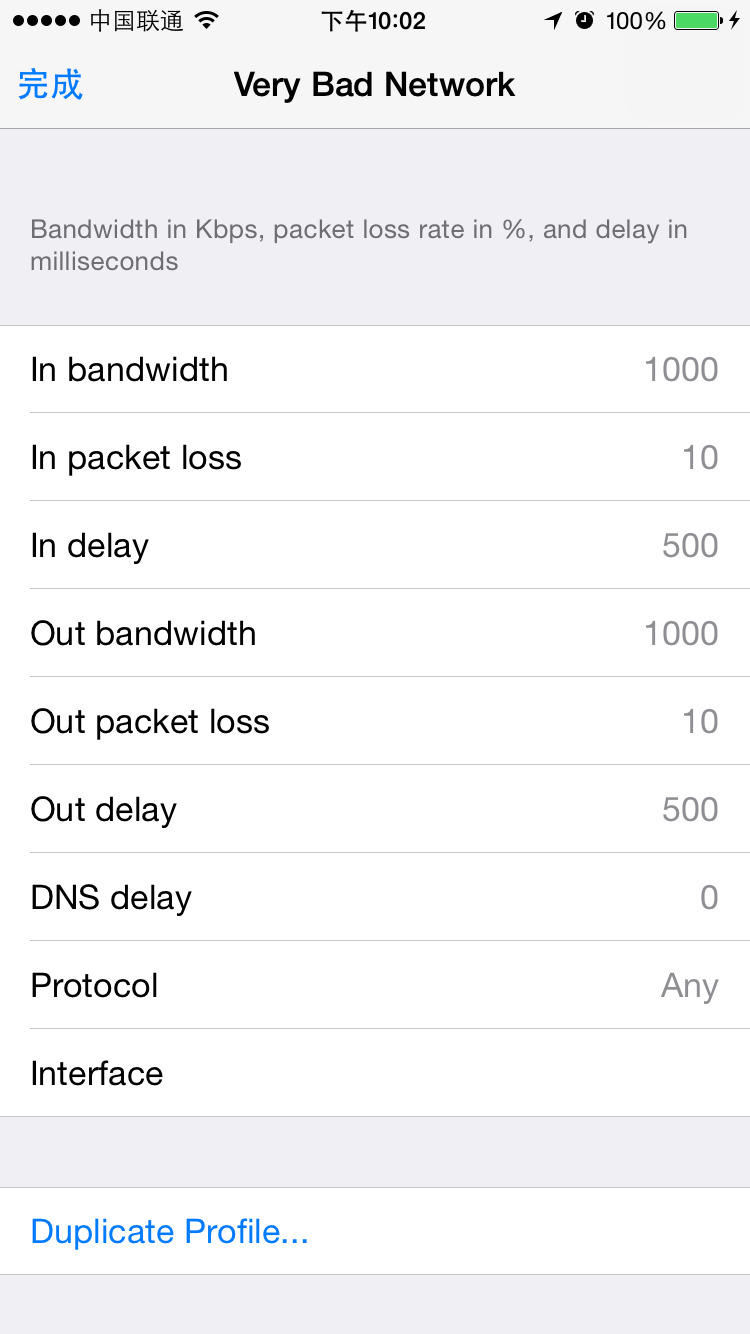 中国联通 下午10:02 100%
完成 Very Bad Network
Bandwidth in Kbps, packet loss rate in %, and delay in
milliseconds
In bandwidth 1000
In packet loss 10
In delay 500
Out bandwidth 1000
Out packet loss 10
Out delay 500
DNS delay 0
Protocol Any
Interface
Duplicate Profile...